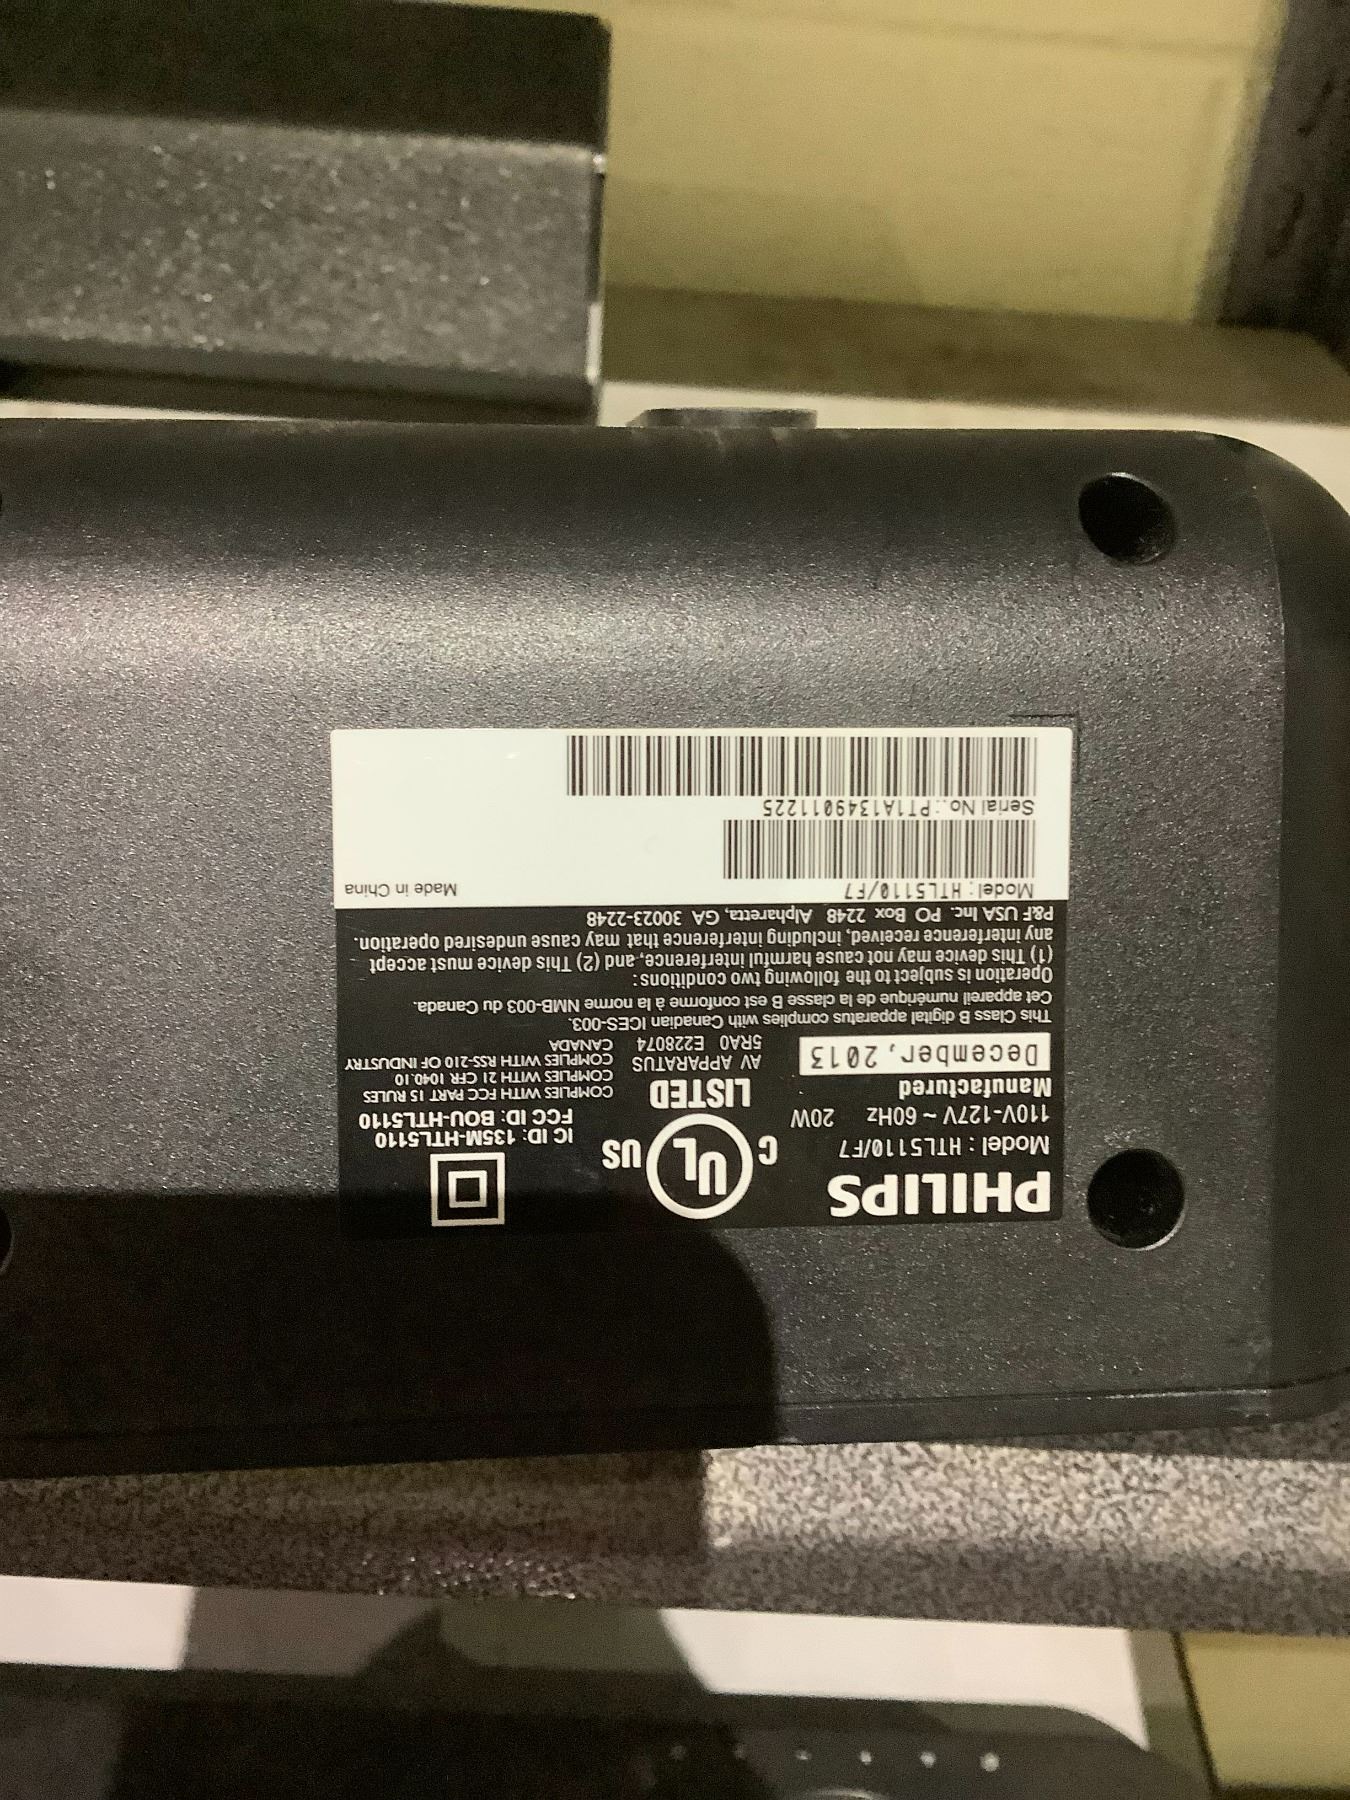 PHILIPS
Model : HTL5110/F7
110V-127V ~ 60Hz 20W
Manufactured
December, 2013
C UL US
LISTED
AV APPARATUS
5RA0 E228074
IC ID: 135M-HTL5110
FCC ID: BOU-HTL5110
COMPLIES WITH FCC PART 15 RULES
COMPLIES WITH 21 CFR 1040.10
COMPLIES WITH RSS-210 OF INDUSTRY
CANADA
This Class B digital apparatus complies with Canadian ICES-003.
Cet appareil numérique de la classe B est conforme à la norme NMB-003 du Canada.
Operation is subject to the following two conditions:
(1) This device may not cause harmful interference, and (2) This device must accept
any interference received, including interference that may cause undesired operation.
P&F USA Inc. PO Box 2248 Alpharetta, GA 30023-2248
Model : HTL5110/F7
Made in China
Serial No.: PT1A1349011225